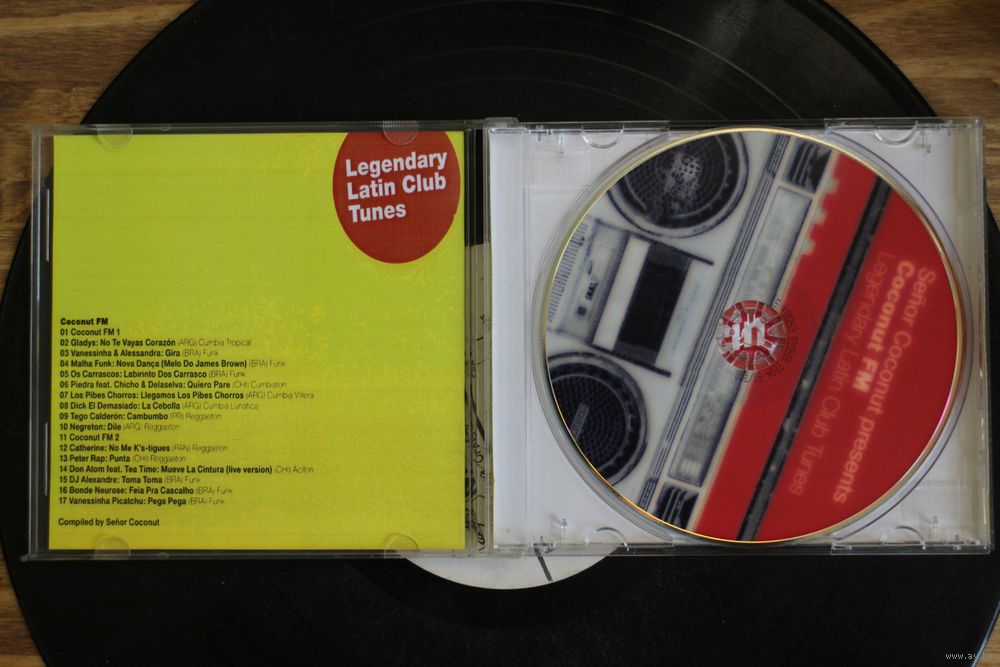 Legendary
Latin Club
Tunes
Coconut FM
01 Coconut FM 1
02 Gladys: No Te Vayas Corazón (ARG) Cumbia Tropical
03 Vanessinha & Alessandra: Gira (BRA) Funk
04 Malha Funk: Nova Dança (Melo Do James Brown) (BRA) Funk
05 Os Carrascos: Labirinto Dos Carrasco (BRA) Funk
06 Piedra feat. Chicho & Delaselva: Quiero Pare (CHI) Cumbiaton
07 Los Pibes Chorros: Llegamos Los Pibes Chorros (ARG) Cumbia Villera
08 Dick El Demasiado: La Cebolla (ARG) Cumbia Lunática
09 Tego Calderón: Cambumbo (PR) Reggaeton
10 Negreton: Dile (ARG) Reggaeton
11 Coconut FM 2
12 Catherine: No Me K's-tigues (PAN) Reggaeton
13 Peter Rap: Punta (CHI) Reggaeton
14 Don Atom feat. Tea Time: Mueve La Cintura (live version) (CHI) Aciton
15 DJ Alexandre: Toma Toma (BRA) Funk
16 Bonde Neurose: Feia Pra Cascalho (BRA) Funk
17 Vanessinha Picatchu: Pega Pega (BRA) Funk
Compiled by Señor Coconut
Señor Coconut presents
Coconut FM
Legendary Latin Club Tunes